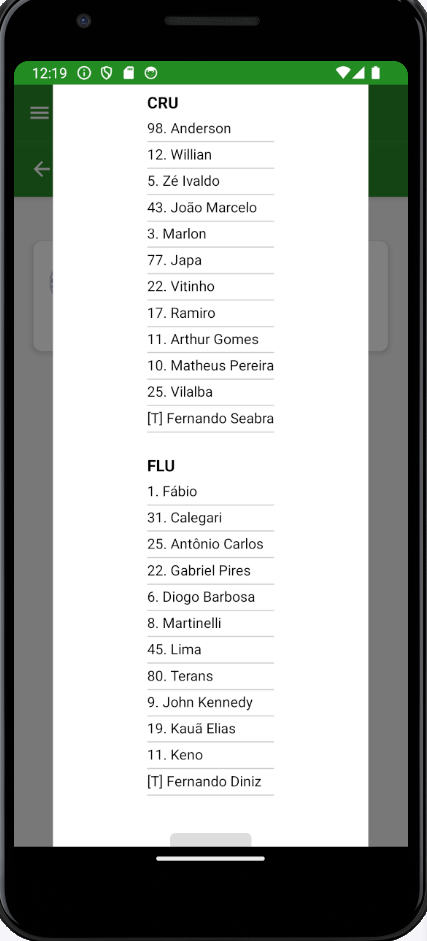 12:19
CRU
98. Anderson
12. Willian
5. Zé Ivaldo
43. João Marcelo
3. Marlon
77. Japa
22. Vitinho
17. Ramiro
11. Arthur Gomes
10. Matheus Pereira
25. Vilalba
[T] Fernando Seabra
FLU
1. Fábio
31. Calegari
25. Antônio Carlos
22. Gabriel Pires
6. Diogo Barbosa
8. Martinelli
45. Lima
80. Terans
9. John Kennedy
19. Kauã Elias
11. Keno
[T] Fernando Diniz